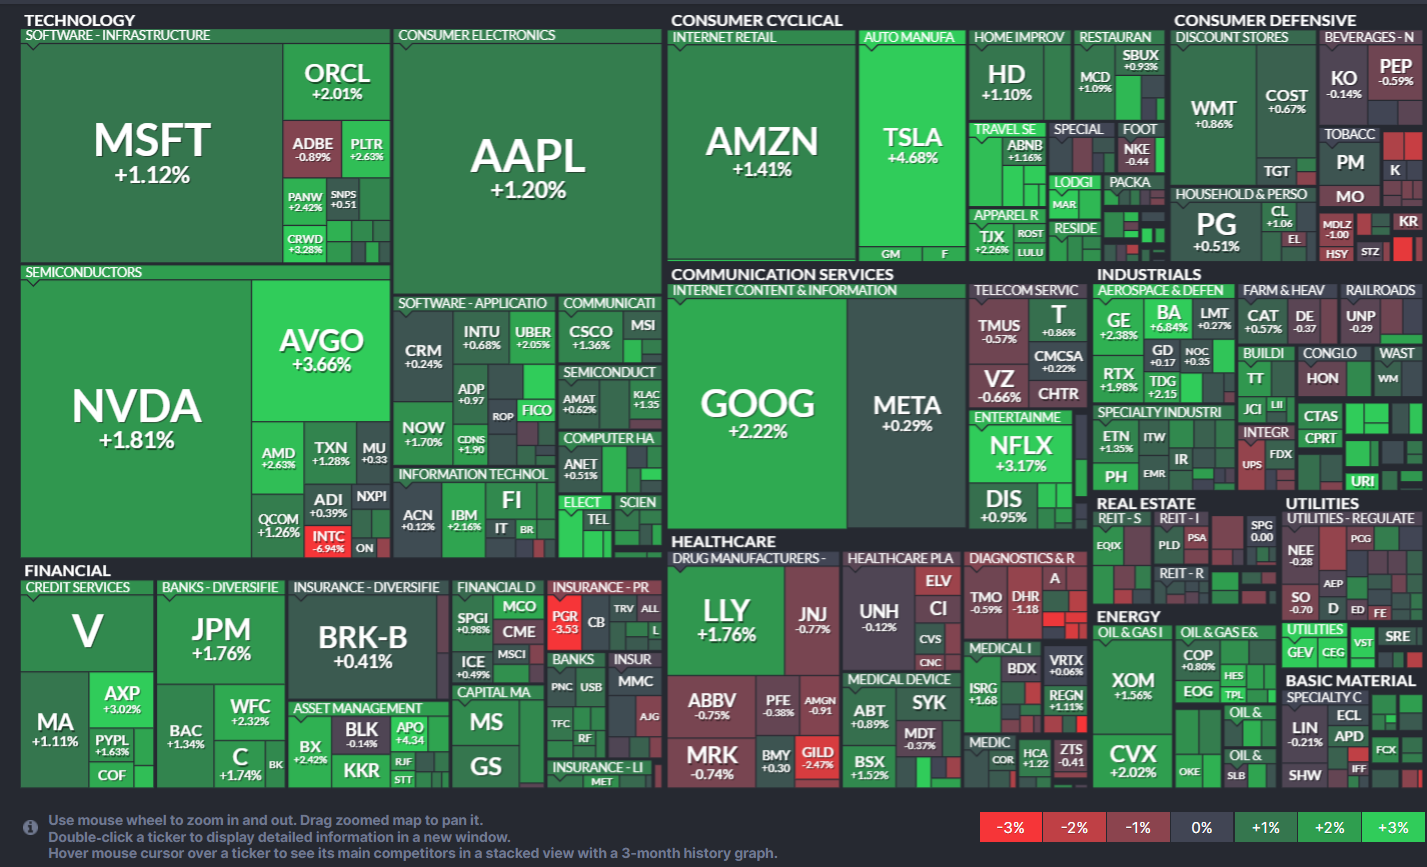 TECHNOLOGY
SOFTWARE - INFRASTRUCTURE
MSFT
+1.12%
ORCL
+2.01%
ADBE
-0.89%
PLTR
+2.63%
PANW
+2.42%
SNPS
+0.51
CRWD
+3.28%
CONSUMER ELECTRONICS
AAPL
+1.20%
SEMICONDUCTORS
NVDA
+1.81%
AVGO
+3.66%
AMD
+2.63%
TXN
+1.28%
MU
+0.33
QCOM
+1.26%
ADI
+0.39%
NXPI
INTC
-6.94%
ON
SOFTWARE - APPLICATIO
CRM
+0.24%
INTU
+0.68%
UBER
+2.05%
ADP
+0.97
ROP
FICO
NOW
+1.70%
CDNS
+1.90
INFORMATION TECHNOL
ACN
+0.12%
IBM
+2.16%
FI
IT
BR
COMMUNICATI
CSCO
+1.36%
MSI
SEMICONDUCT
AMAT
+0.62%
KLAC
+1.35
COMPUTER HA
ANET
+0.51%
ELECT
TEL
SCIEN
CONSUMER CYCLICAL
INTERNET RETAIL
AMZN
+1.41%
AUTO MANUFA
TSLA
+4.68%
GM
F
HOME IMPROV
HD
+1.10%
RESTAURAN
MCD
+1.09%
SBUX
+0.93%
TRAVEL SE
ABNB
+1.16%
SPECIAL
FOOT
NKE
-0.44
LODGI
MAR
PACKA
APPAREL R
TJX
+2.26%
ROST
LULU
RESIDE
CONSUMER DEFENSIVE
DISCOUNT STORES
WMT
+0.86%
COST
+0.67%
TGT
BEVERAGES - N
KO
-0.14%
PEP
-0.59%
HOUSEHOLD & PERSO
PG
+0.51%
CL
+1.06
EL
TOBACC
PM
MO
K
MDLZ
-1.00
KR
HSY
STZ
COMMUNICATION SERVICES
INTERNET CONTENT & INFORMATION
GOOG
+2.22%
META
+0.29%
TELECOM SERVIC
TMUS
-0.57%
T
+0.86%
CMCSA
+0.22%
VZ
-0.66%
CHTR
ENTERTAINME
NFLX
+3.17%
DIS
+0.95%
INDUSTRIALS
AEROSPACE & DEFEN
GE
+2.38%
BA
+6.84%
LMT
+0.27%
RTX
+1.98%
GD
+0.17
NOC
+0.35
TDG
+2.15
SPECIALTY INDUSTRI
ETN
+1.35%
ITW
IR
PH
EMR
FARM & HEAV
CAT
+0.57%
DE
-0.37
RAILROADS
UNP
-0.29
BUILDI
TT
JCI
LII
CONGLO
HON
WAST
WM
INTEGR
UPS
FDX
CTAS
CPRT
URI
FINANCIAL
CREDIT SERVICES
V
MA
+1.11%
AXP
+3.02%
PYPL
+1.63%
COF
BANKS - DIVERSIFIE
JPM
+1.76%
BAC
+1.34%
WFC
+2.32%
C
+1.74%
BK
INSURANCE - DIVERSIFIE
BRK-B
+0.41%
ASSET MANAGEMENT
BX
+2.42%
BLK
-0.14%
APO
+4.34
KKR
RJF
STT
FINANCIAL D
SPGI
+0.98%
MCO
CME
ICE
+0.49%
MSCI
CAPITAL MA
MS
GS
INSURANCE - PR
PGR
-3.53
CB
TRV
ALL
L
BANKS
PNC
USB
TFC
RF
INSUR
MMC
AJG
INSURANCE - LI
MET
HEALTHCARE
DRUG MANUFACTURERS -
LLY
+1.76%
JNJ
-0.77%
ABBV
-0.75%
PFE
-0.38%
AMGN
-0.91
MRK
-0.74%
BMY
+0.30
GILD
-2.47%
HEALTHCARE PLA
UNH
-0.12%
ELV
CI
CVS
CNC
MEDICAL DEVICE
ABT
+0.89%
SYK
MDT
-0.37%
BSX
+1.52%
DIAGNOSTICS & R
TMO
-0.59%
DHR
-1.18
A
MEDICAL I
ISRG
+1.68
BDX
VRTX
+0.06%
REGN
+1.11%
MEDIC
COR
HCA
+1.22
ZTS
-0.41
REAL ESTATE
REIT - S
EQIX
REIT - I
PLD
PSA
SPG
0.00
REIT - R
UTILITIES
UTILITIES - REGULATE
NEE
-0.28
PCG
AEP
SO
-0.70
D
ED
FE
UTILITIES
GEV
CEG
VST
SRE
ENERGY
OIL & GAS I
XOM
+1.56%
CVX
+2.02%
OIL & GAS E&
COP
+0.80%
HES
EOG
TPL
OIL &
OKE
OIL &
SLB
BASIC MATERIAL
SPECIALTY C
LIN
-0.21%
ECL
APD
SHW
IFF
FCX
Use mouse wheel to zoom in and out. Drag zoomed map to pan it.
Double-click a ticker to display detailed information in a new window.
Hover mouse cursor over a ticker to see its main competitors in a stacked view with a 3-month history graph.
-3%
-2%
-1%
0%
+1%
+2%
+3%